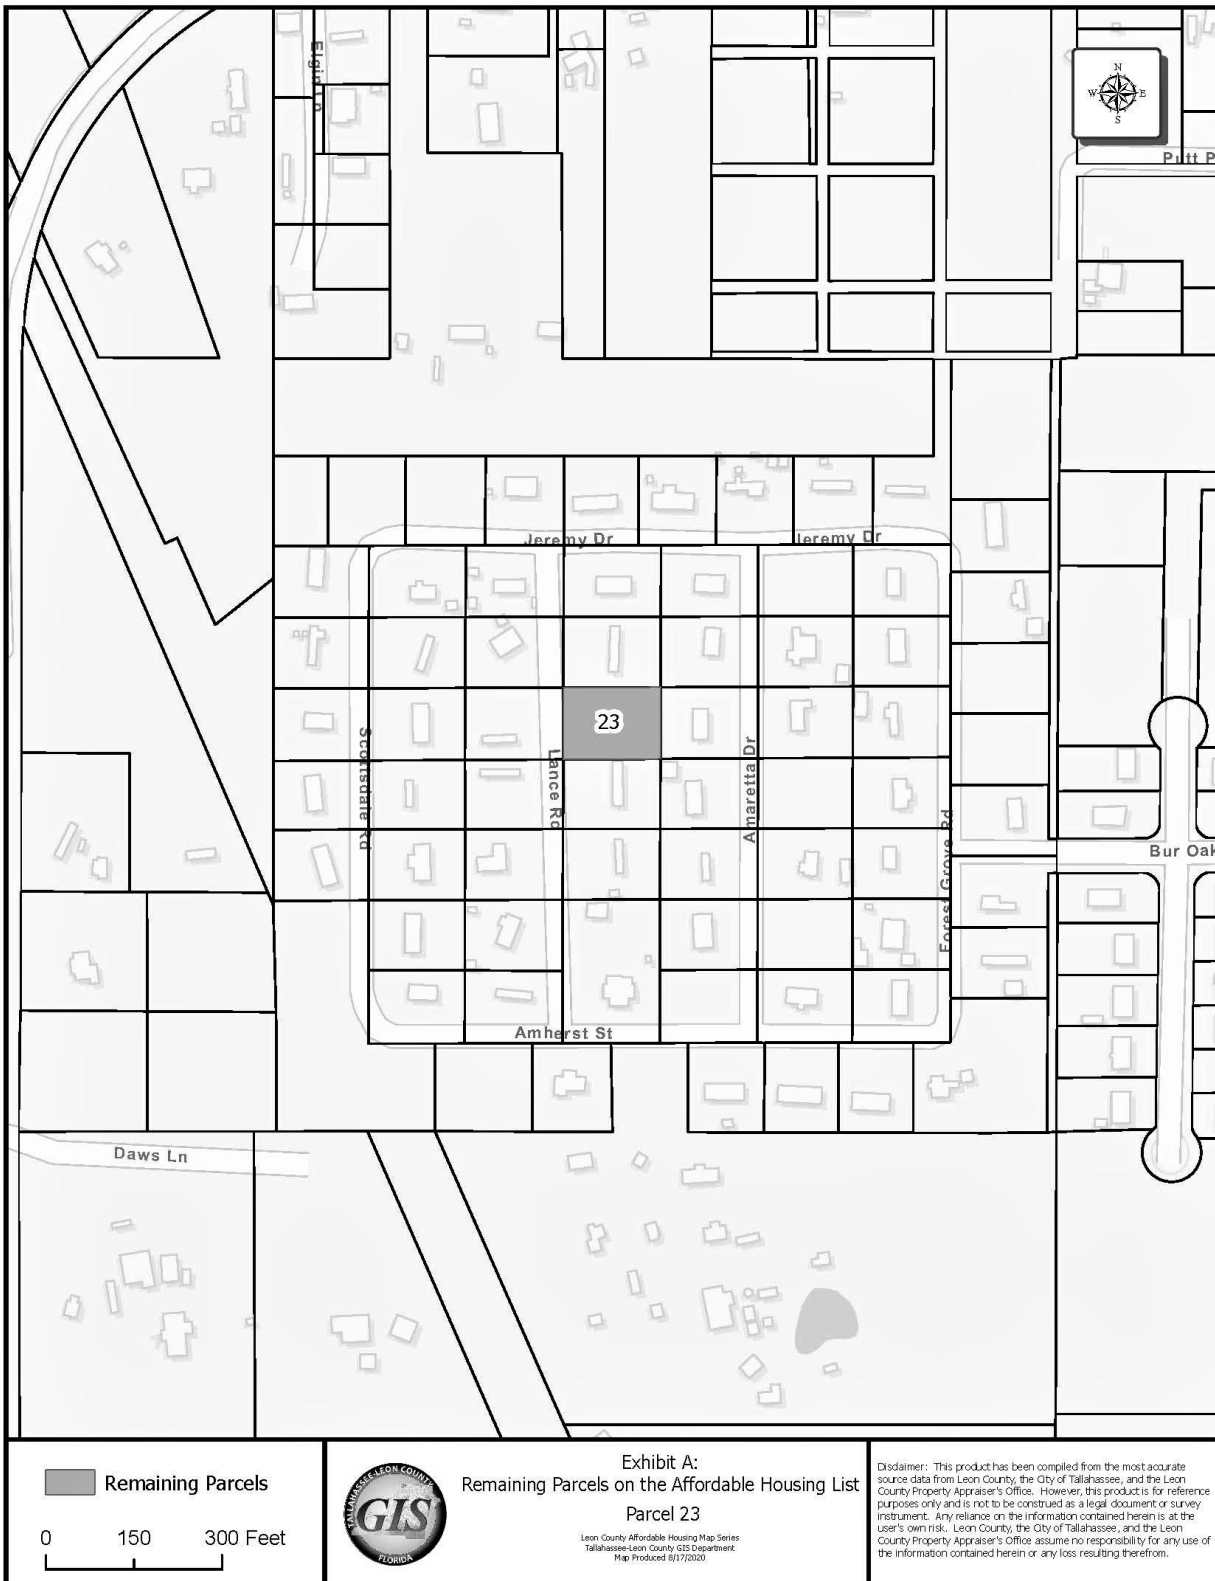 Elgin Ln
N
W E
S
Putt P
Jeremy Dr
Jeremy Dr
23
Scottsdale Rd
Lance Rd
Amaretta Dr
Forest Grove Rd
Bur Oak
Amherst St
Daws Ln
Remaining Parcels
0 150 300 Feet
TALLAHASSEE-LEON COUNTY
GIS
FLORIDA
Exhibit A:
Remaining Parcels on the Affordable Housing List
Parcel 23
Leon County Affordable Housing Map Series
Tallahassee-Leon County GIS Department
Map Produced 8/17/2020
Disclaimer: This product has been compiled from the most accurate
source data from Leon County, the City of Tallahassee, and the Leon
County Property Appraiser's Office. However, this product is for reference
purposes only and is not to be construed as a legal document or survey
instrument. Any reliance on the information contained herein is at the
user's own risk. Leon County, the City of Tallahassee, and the Leon
County Property Appraiser's Office assume no responsibility for any use of
the information contained herein or any loss resulting therefrom.